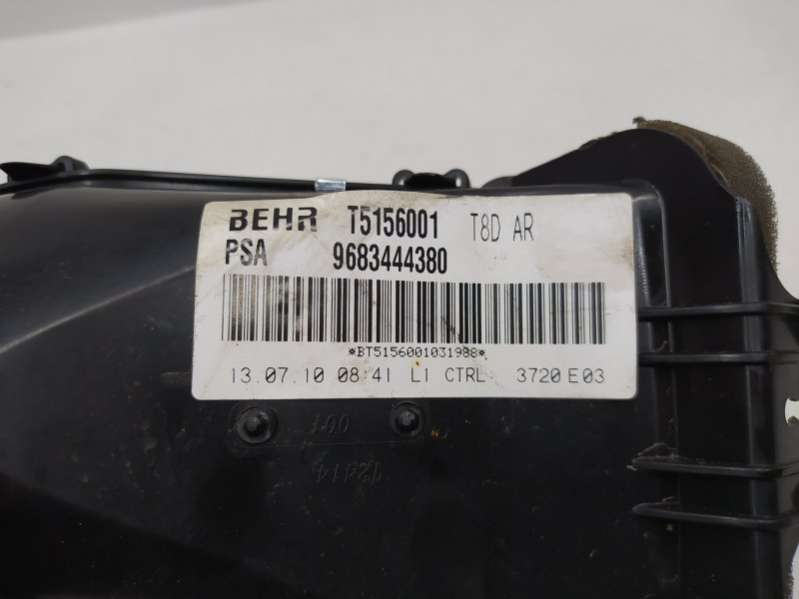 BEHR T5156001 T8D AR
PSA 9683444380
*BT5156001031988*
13.07.10 08:41 L1 CTRL: 3720 E03